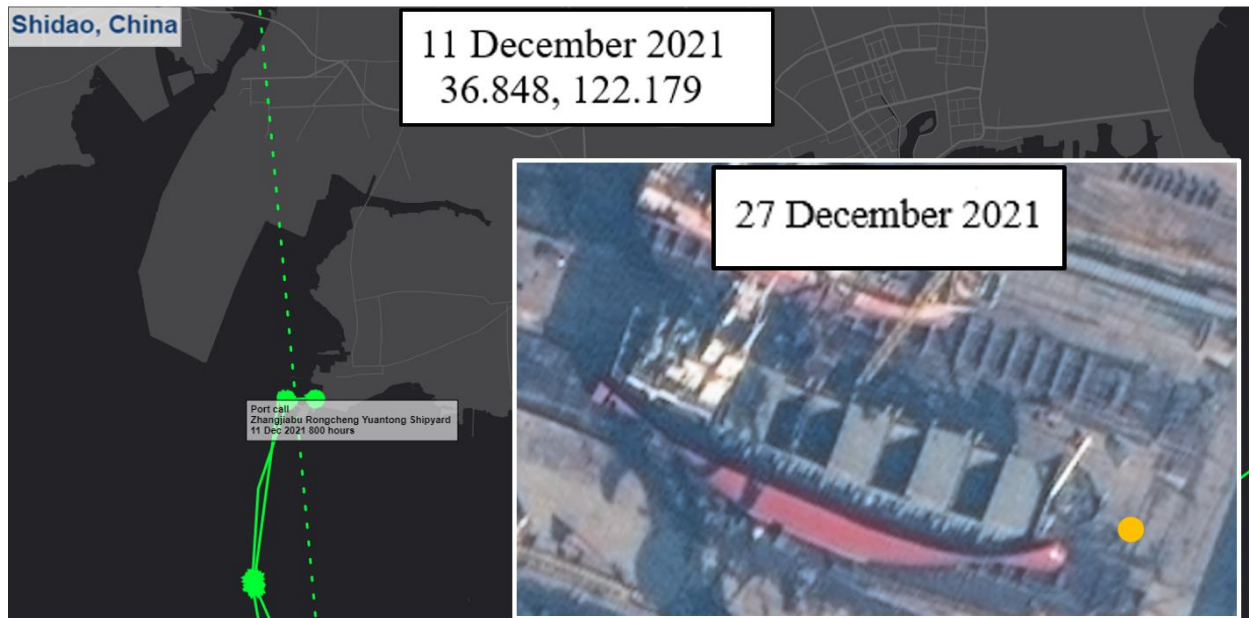 Shidao, China
11 December 2021
36.848, 122.179
27 December 2021
Port call
Zhangjiabu Rongcheng Yuantong Shipyard
11 Dec 2021 800 hours